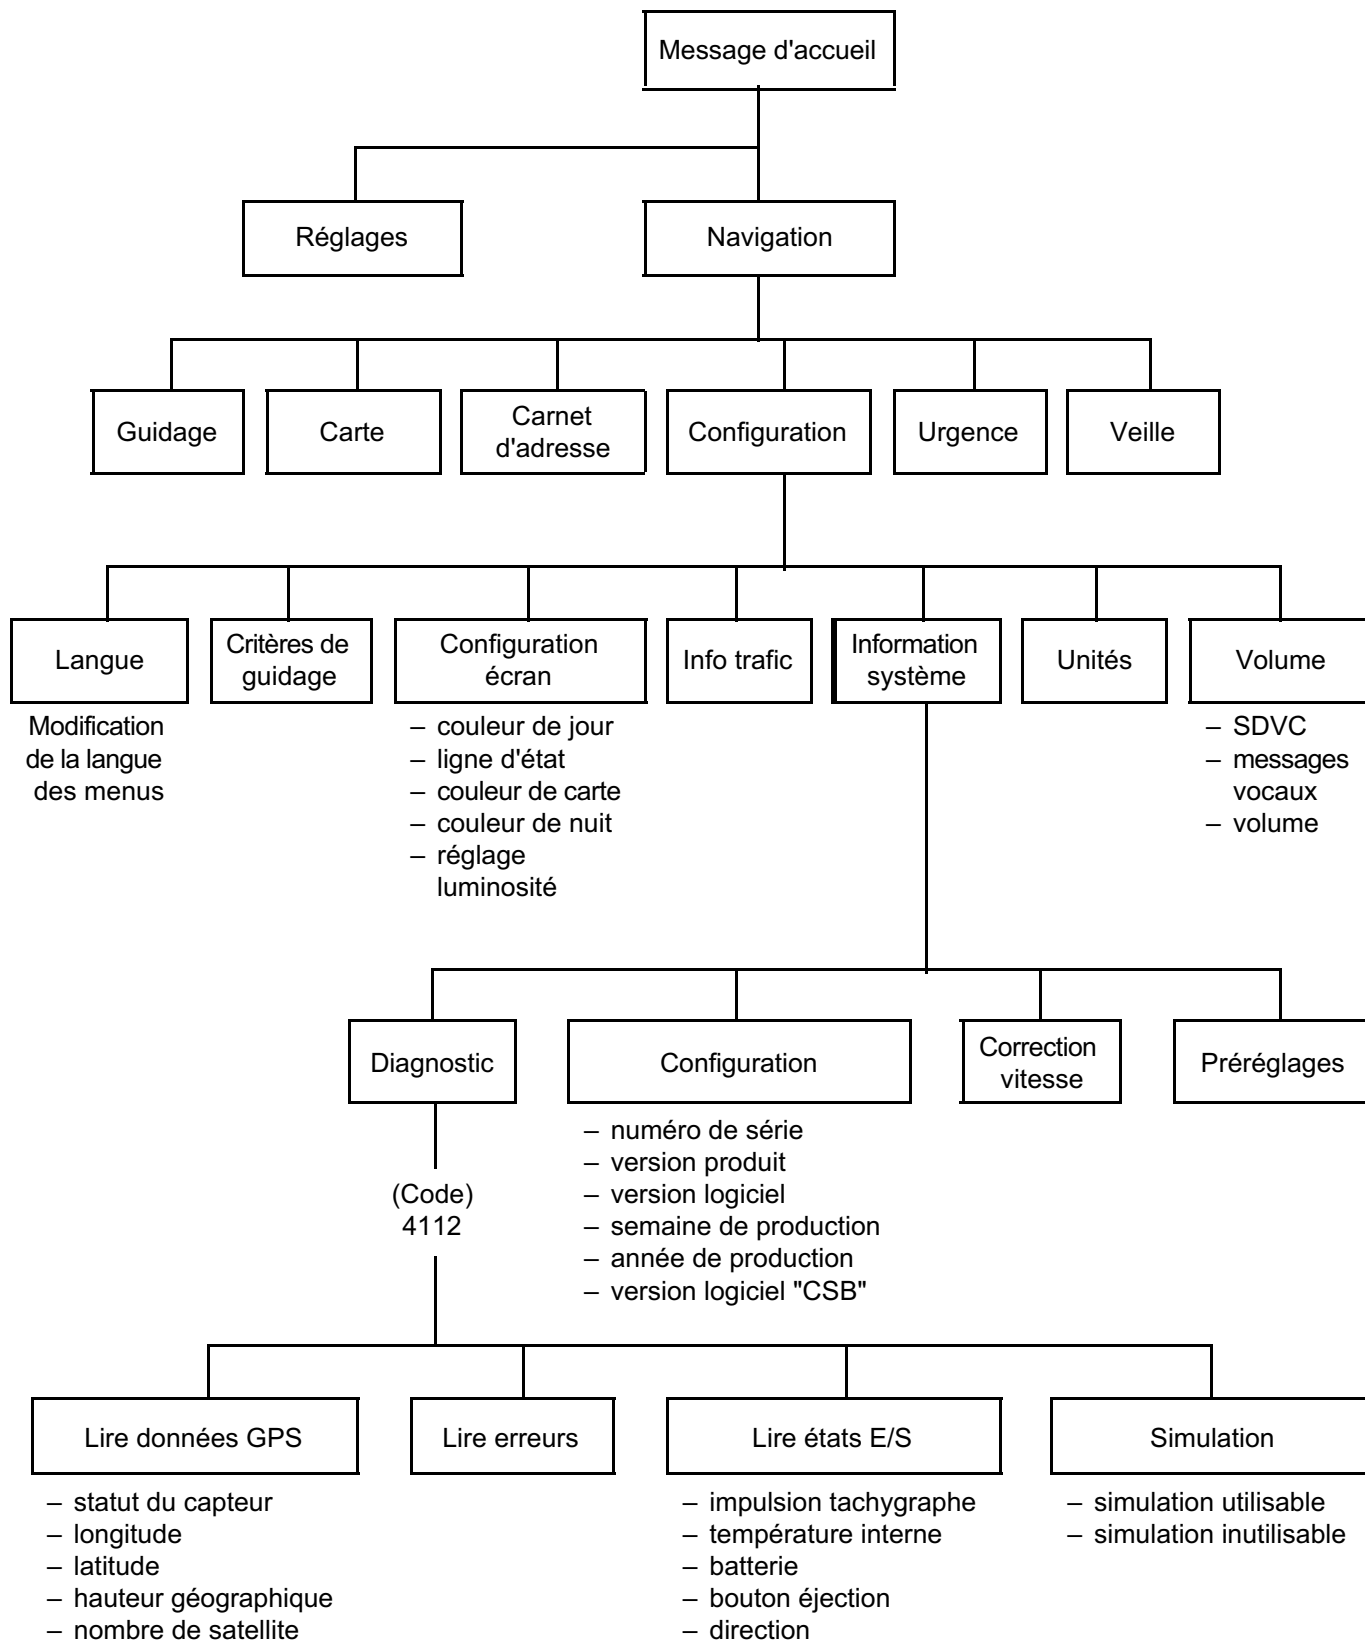 Message d'accueil
Réglages
Navigation
Guidage
Carte
Carnet
d'adresse
Configuration
Urgence
Veille
Langue
Critères de
guidage
Configuration
écran
Info trafic
Information
système
Unités
Volume
Modification
de la langue
des menus
– couleur de jour
– ligne d'état
– couleur de carte
– couleur de nuit
– réglage
luminosité
– SDVC
– messages
vocaux
– volume
Diagnostic
Configuration
Correction
vitesse
Préréglages
(Code)
4112
– numéro de série
– version produit
– version logiciel
– semaine de production
– année de production
– version logiciel "CSB"
Lire données GPS
Lire erreurs
Lire états E/S
Simulation
– statut du capteur
– longitude
– latitude
– hauteur géographique
– nombre de satellite
– impulsion tachygraphe
– température interne
– batterie
– bouton éjection
– direction
– simulation utilisable
– simulation inutilisable